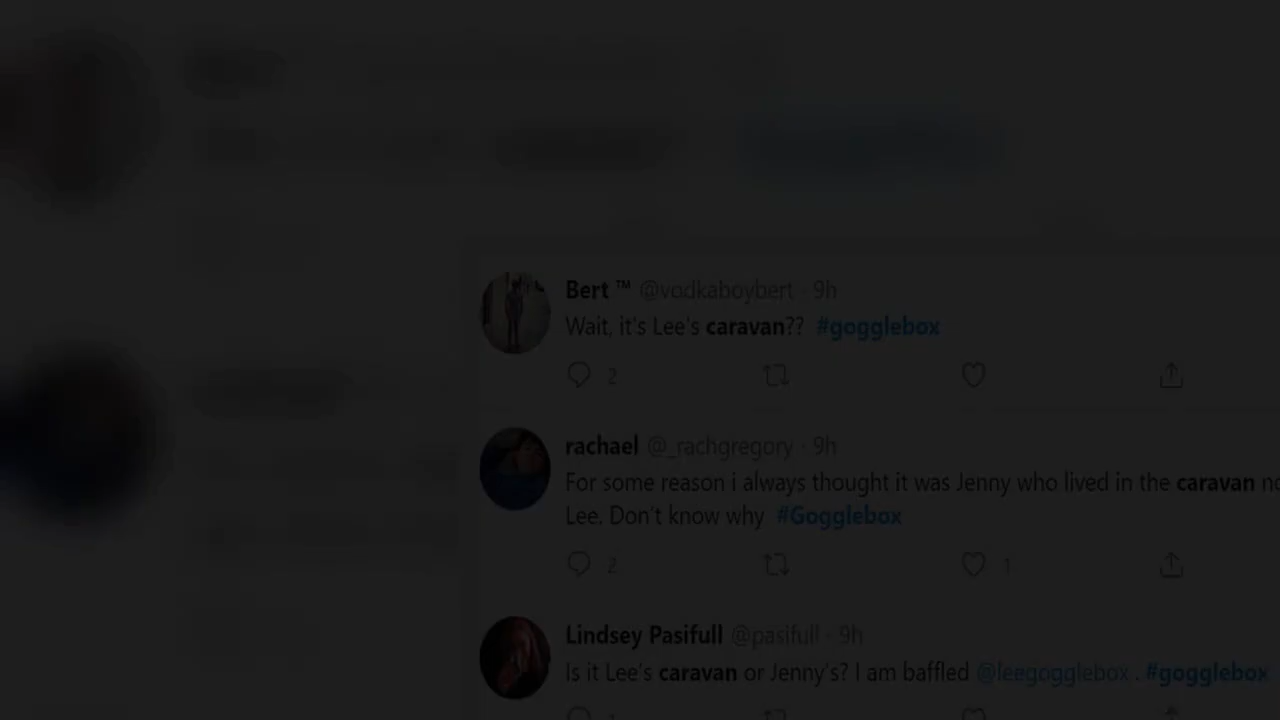 Bert ™ @vodkaboybert · 9h
Wait, it's Lee's caravan?? #gogglebox
2
rachael @_rachgregory · 9h
For some reason i always thought it was Jenny who lived in the caravan
Lee. Don't know why #Gogglebox
2 1
Lindsey Pasifull @pasifull · 9h
Is it Lee's caravan or Jenny's? I am baffled @leegogglebox . #gogglebox